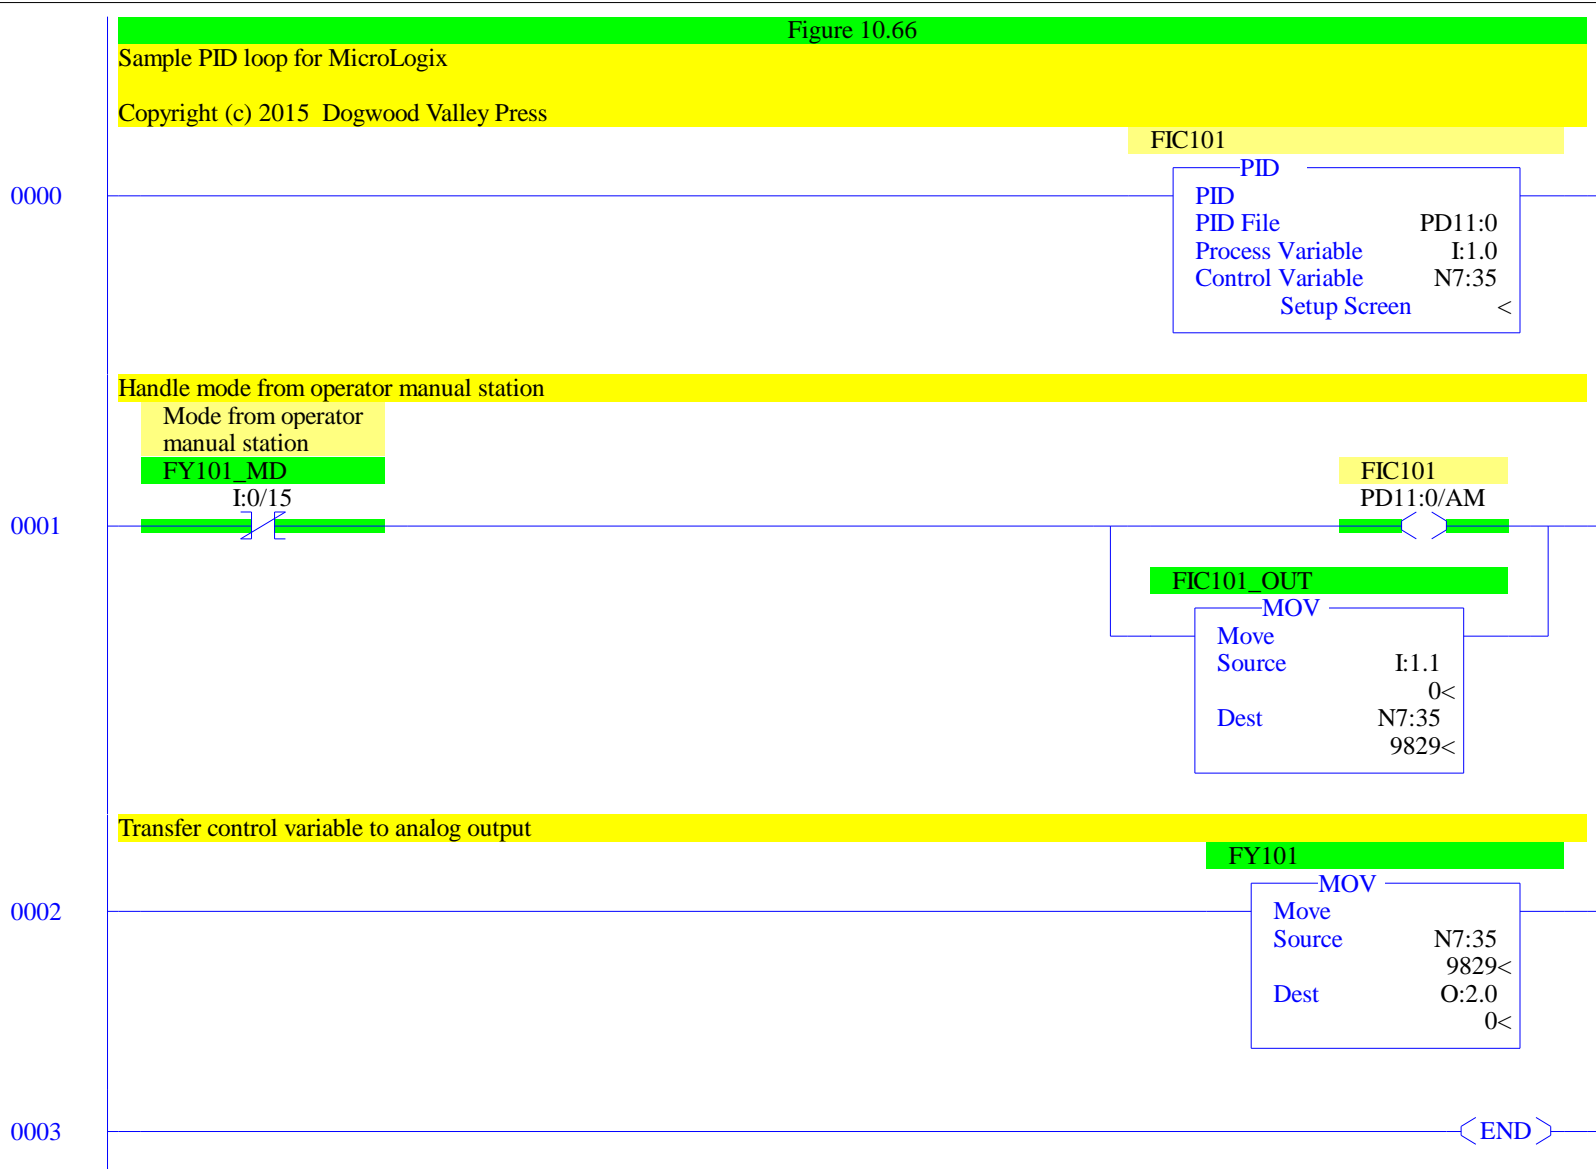 Figure 10.66
Sample PID loop for MicroLogix
Copyright (c) 2015 Dogwood Valley Press
FIC101
PID
0000
PID
PID File PD11:0
Process Variable I:1.0
Control Variable N7:35
Setup Screen <
Handle mode from operator manual station
Mode from operator
manual station
FY101_MD
I:0/15
FIC101
PD11:0/AM
0001
FIC101_OUT
MOV
Move
Source I:1.1
0<
Dest N7:35
9829<
Transfer control variable to analog output
FY101
MOV
0002
Move
Source N7:35
9829<
Dest O:2.0
0<
0003
END